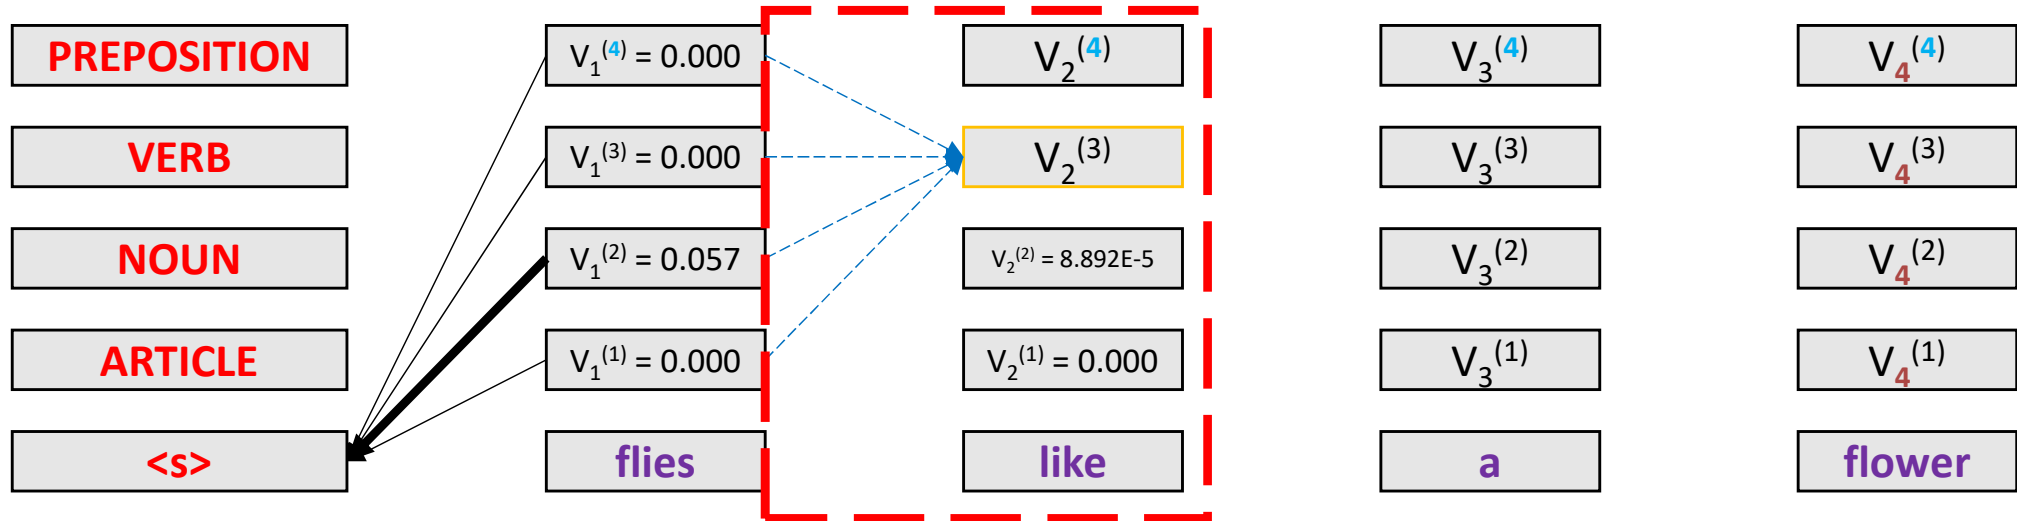 PREPOSITION V₁⁽⁴⁾ = 0.000 V₂⁽⁴⁾ V₃⁽⁴⁾ V₄⁽⁴⁾
VERB V₁⁽³⁾ = 0.000 V₂⁽³⁾ V₃⁽³⁾ V₄⁽³⁾
NOUN V₁⁽²⁾ = 0.057 V₂⁽²⁾ = 8.892E-5 V₃⁽²⁾ V₄⁽²⁾
ARTICLE V₁⁽¹⁾ = 0.000 V₂⁽¹⁾ = 0.000 V₃⁽¹⁾ V₄⁽¹⁾
<s> flies like a flower